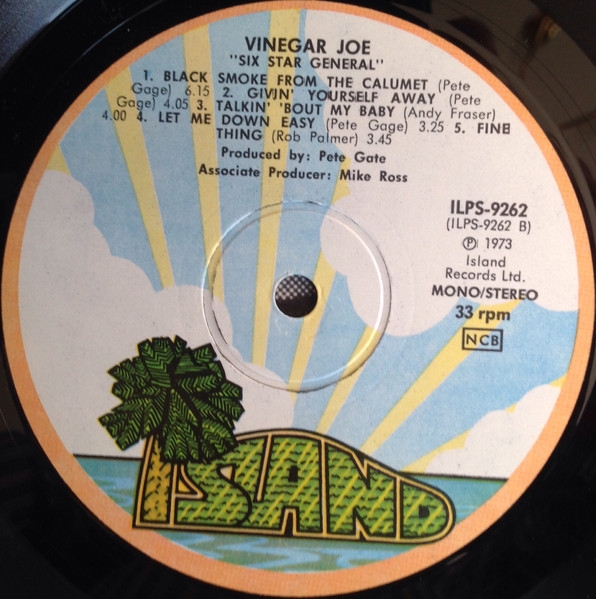 VINEGAR JOE
"SIX STAR GENERAL"
1. BLACK SMOKE FROM THE CALUMET (Pete
Gage) 6.15 2. GIVIN' YOURSELF AWAY (Pete
Gage) 4.05 3. TALKIN' 'BOUT MY BABY (Andy Fraser)
4.00 4. LET ME DOWN EASY (Pete Gage) 3.25 5. FINE
THING (Rob Palmer) 3.45
Produced by: Pete Gate
Associate Producer: Mike Ross
ILPS-9262
(ILPS-9262 B)
℗ 1973
Island
Records Ltd.
MONO/STEREO
33 rpm
NCB
ISLAND